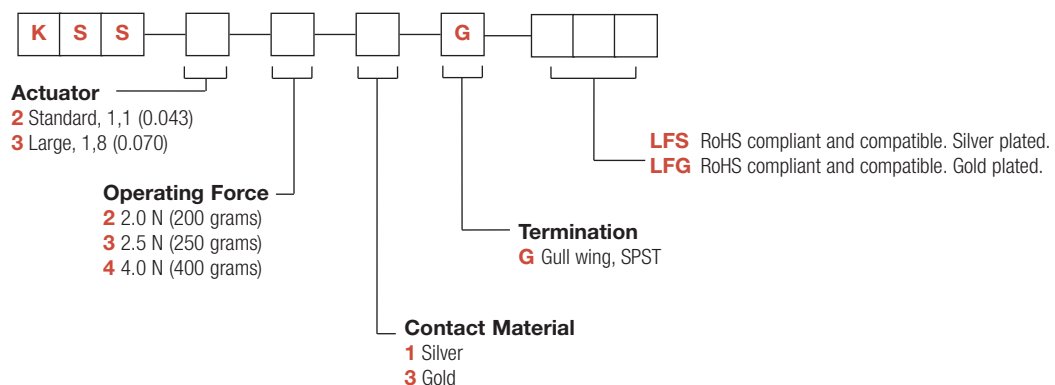 K S S G
Actuator
2 Standard, 1,1 (0.043)
3 Large, 1,8 (0.070)
LFS RoHS compliant and compatible. Silver plated.
LFG RoHS compliant and compatible. Gold plated.
Operating Force
2 2.0 N (200 grams)
3 2.5 N (250 grams)
4 4.0 N (400 grams)
Termination
G Gull wing, SPST
Contact Material
1 Silver
3 Gold